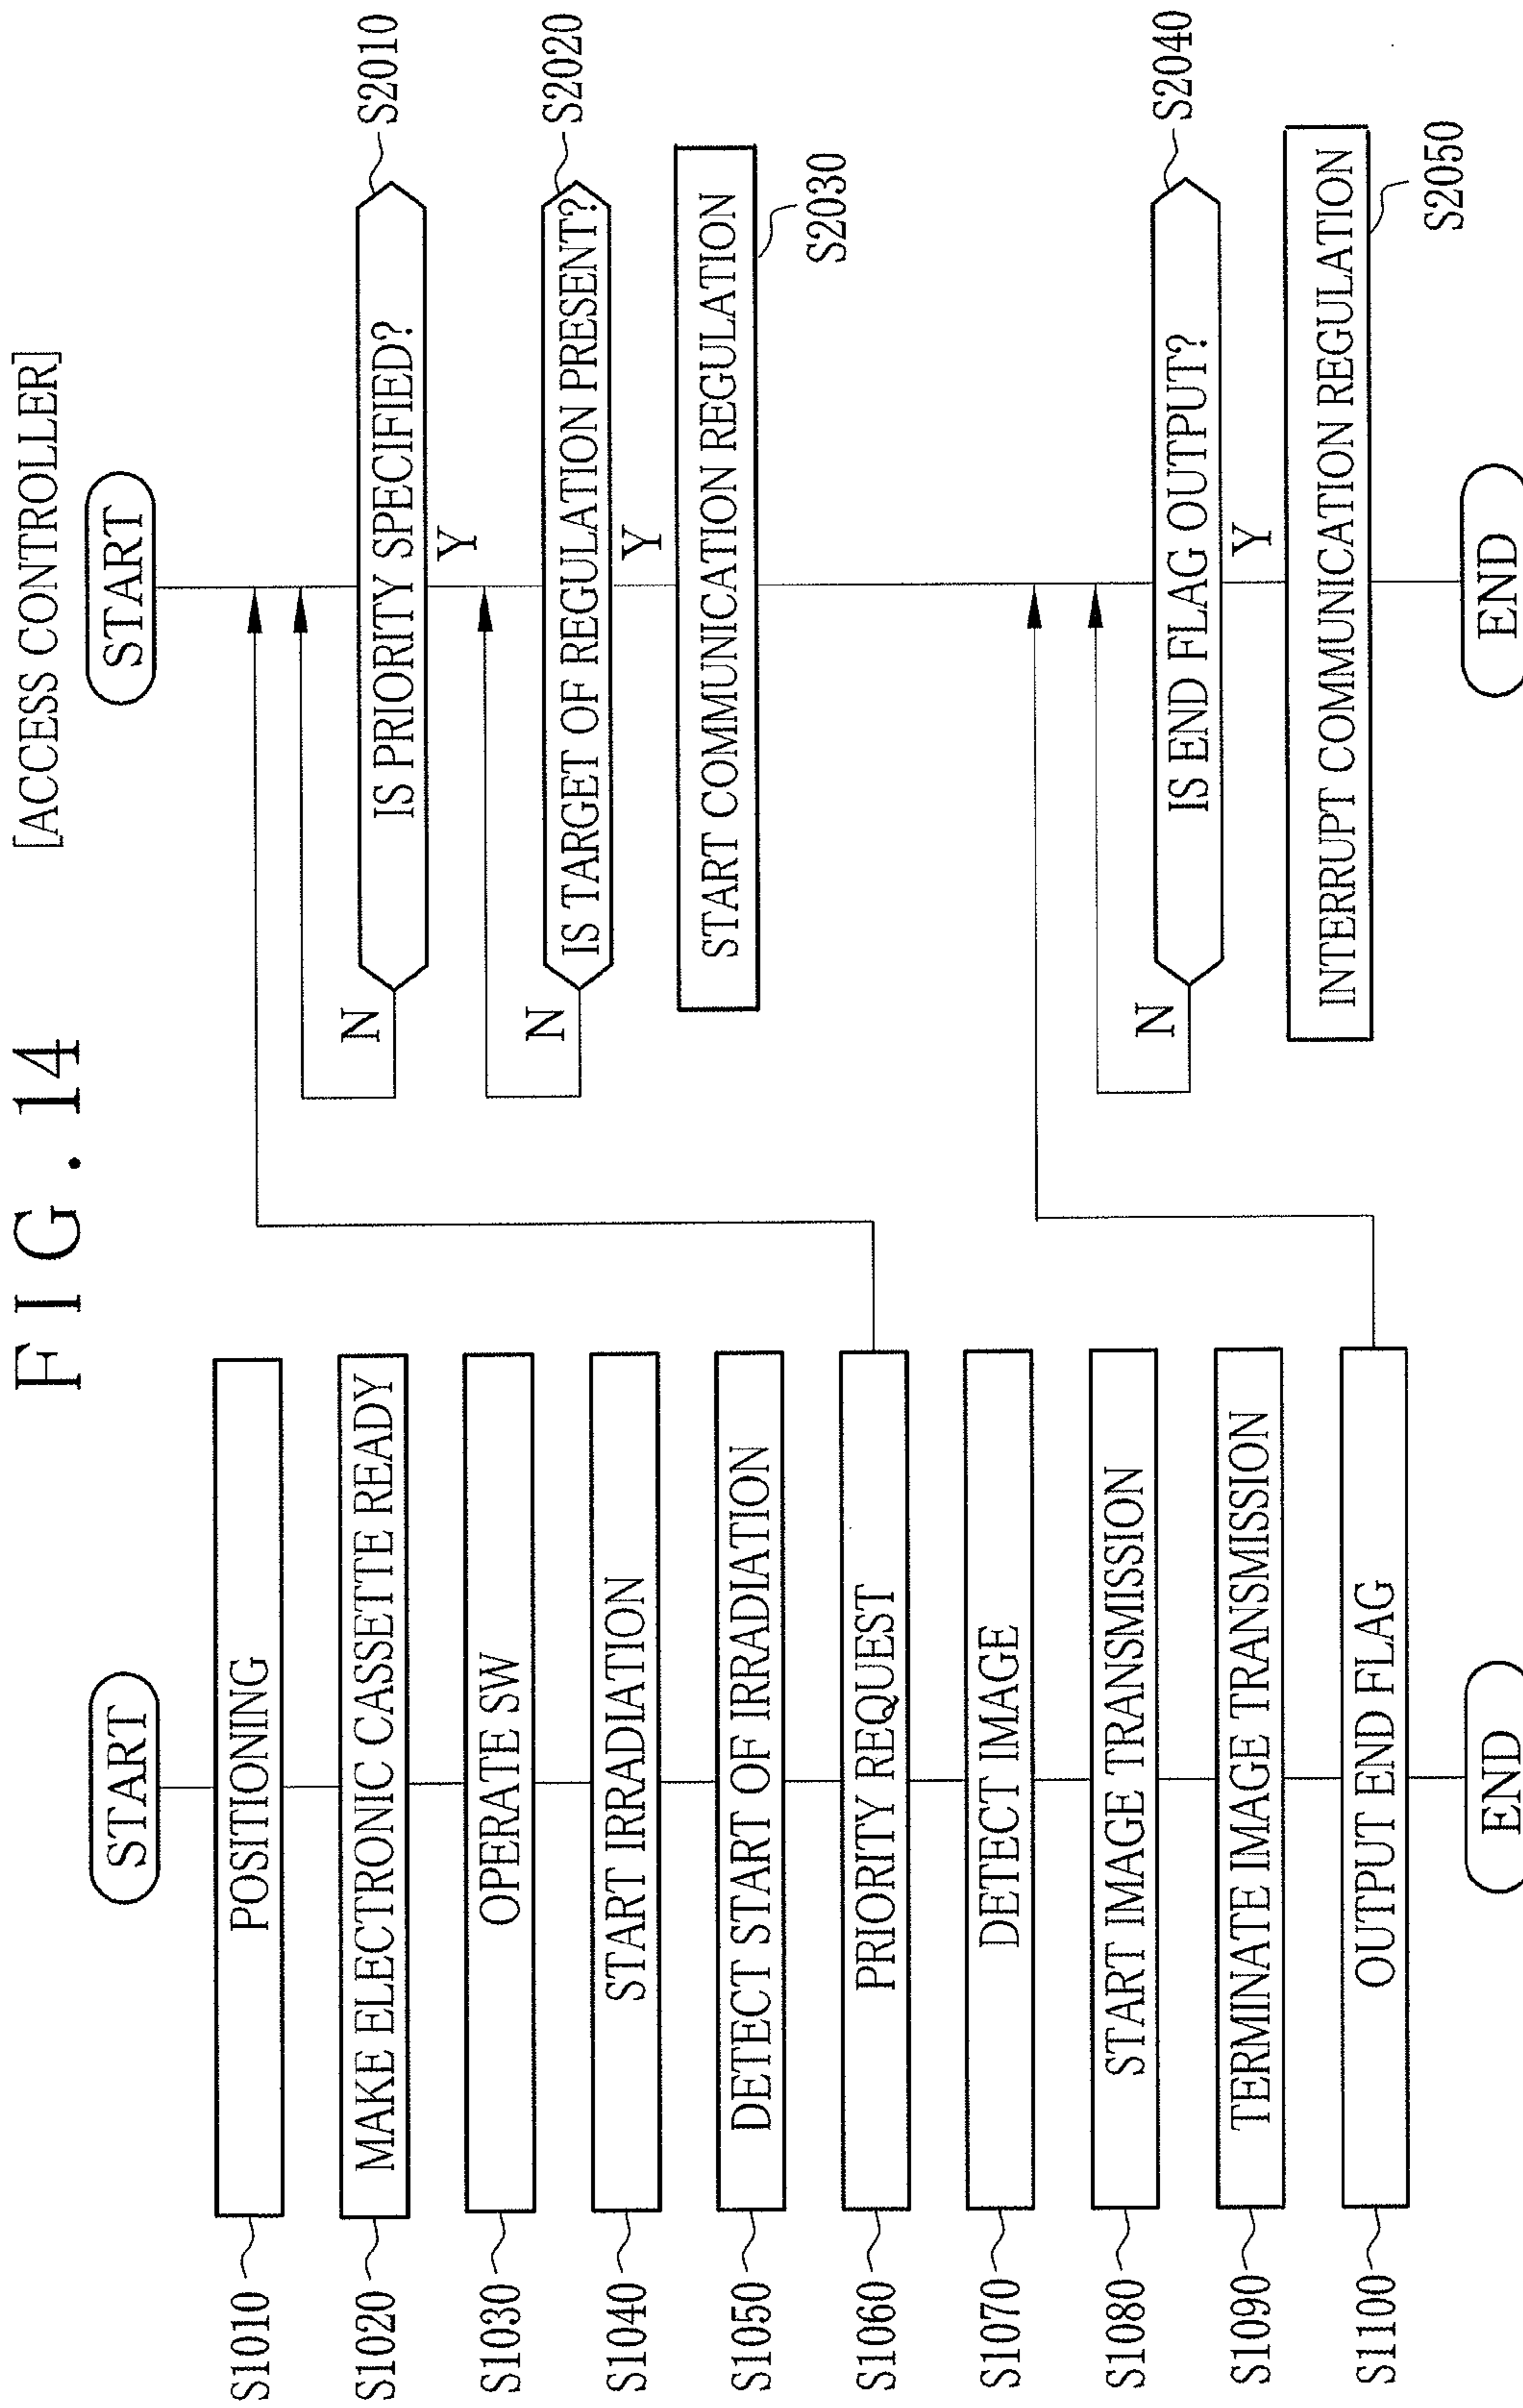 FIG. 14
START
S1010
POSITIONING
S1020
MAKE ELECTRONIC CASSETTE READY
S1030
OPERATE SW
S1040
START IRRADIATION
S1050
DETECT START OF IRRADIATION
S1060
PRIORITY REQUEST
S1070
DETECT IMAGE
S1080
START IMAGE TRANSMISSION
S1090
TERMINATE IMAGE TRANSMISSION
S1100
OUTPUT END FLAG
END
[ACCESS CONTROLLER]
START
N
IS PRIORITY SPECIFIED?
S2010
Y
N
IS TARGET OF REGULATION PRESENT?
S2020
Y
START COMMUNICATION REGULATION
S2030
N
IS END FLAG OUTPUT?
S2040
Y
INTERRUPT COMMUNICATION REGULATION
S2050
END